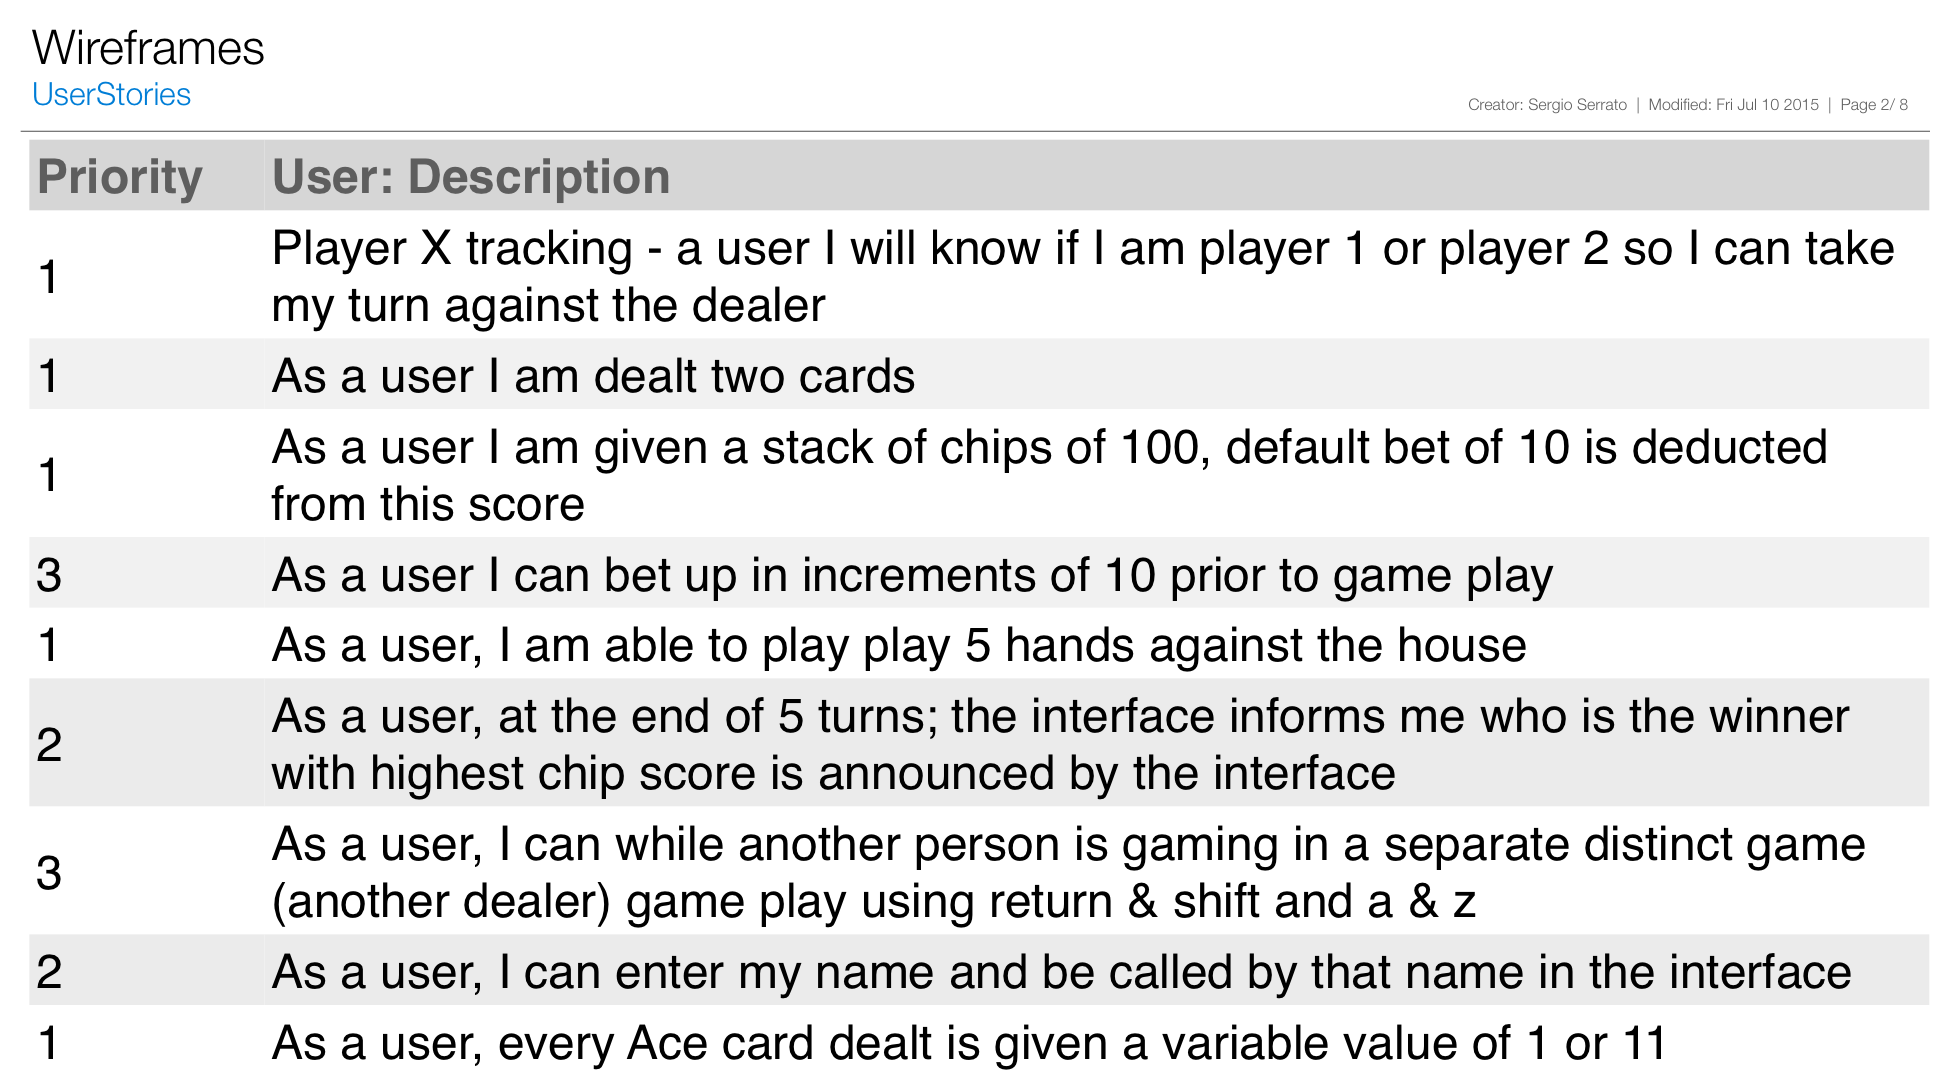 Wireframes
UserStories
Creator: Sergio Serrato | Modified: Fri Jul 10 2015 | Page 2/ 8
Priority User: Description
1 Player X tracking - a user I will know if I am player 1 or player 2 so I can take
my turn against the dealer
1 As a user I am dealt two cards
1 As a user I am given a stack of chips of 100, default bet of 10 is deducted
from this score
3 As a user I can bet up in increments of 10 prior to game play
1 As a user, I am able to play play 5 hands against the house
2 As a user, at the end of 5 turns; the interface informs me who is the winner
with highest chip score is announced by the interface
3 As a user, I can while another person is gaming in a separate distinct game
(another dealer) game play using return & shift and a & z
2 As a user, I can enter my name and be called by that name in the interface
1 As a user, every Ace card dealt is given a variable value of 1 or 11